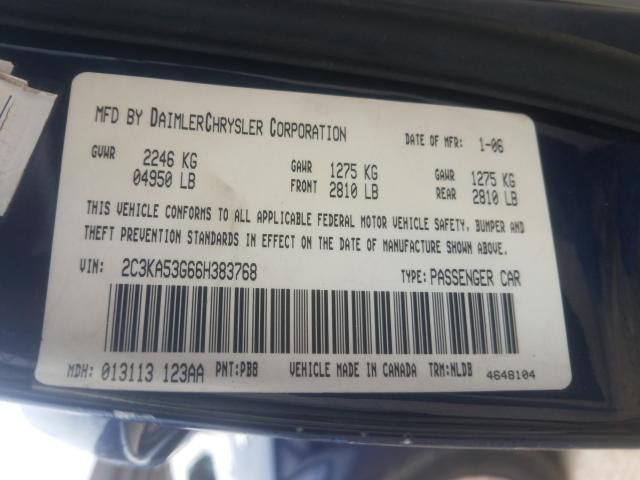 MFD BY DAIMLERCHRYSLER CORPORATION DATE OF MFR: 1-06
GVWR 2246 KG GAWR 1275 KG GAWR 1275 KG
04950 LB FRONT 2810 LB REAR 2810 LB
THIS VEHICLE CONFORMS TO ALL APPLICABLE FEDERAL MOTOR VEHICLE SAFETY, BUMPER AND
THEFT PREVENTION STANDARDS IN EFFECT ON THE DATE OF MANUFACTURE SHOWN ABOVE.
VIN: 2C3KA53G66H383768 TYPE: PASSENGER CAR
MDH: 013113 123AA PNT:PB8 VEHICLE MADE IN CANADA TRM:NLDB 4648104